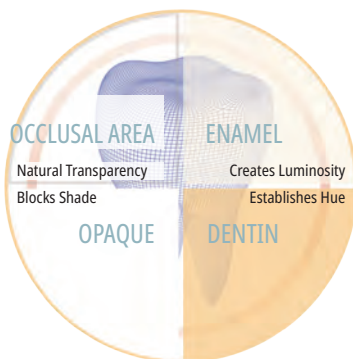 OCCLUSAL AREA ENAMEL
Natural Transparency Creates Luminosity
Blocks Shade Establishes Hue
OPAQUE DENTIN